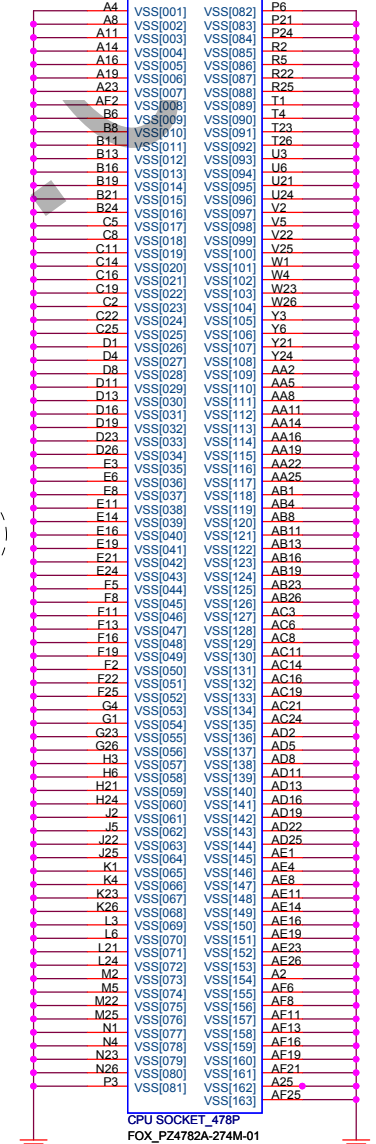 A4 VSS[001] VSS[082] P6
A8 VSS[002] VSS[083] P21
A11 VSS[003] VSS[084] P24
A14 VSS[004] VSS[085] R2
A16 VSS[005] VSS[086] R5
A19 VSS[006] VSS[087] R22
A23 VSS[007] VSS[088] R25
AF2 VSS[008] VSS[089] T1
B6 VSS[009] VSS[090] T4
B8 VSS[010] VSS[091] T23
B11 VSS[011] VSS[092] T26
B13 VSS[012] VSS[093] U3
B16 VSS[013] VSS[094] U6
B19 VSS[014] VSS[095] U21
B21 VSS[015] VSS[096] U24
B24 VSS[016] VSS[097] V2
C5 VSS[017] VSS[098] V5
C8 VSS[018] VSS[099] V22
C11 VSS[019] VSS[100] V25
C14 VSS[020] VSS[101] W1
C16 VSS[021] VSS[102] W4
C19 VSS[022] VSS[103] W23
C2 VSS[023] VSS[104] W26
C22 VSS[024] VSS[105] Y3
C25 VSS[025] VSS[106] Y6
D1 VSS[026] VSS[107] Y21
D4 VSS[027] VSS[108] Y24
D8 VSS[028] VSS[109] AA2
D11 VSS[029] VSS[110] AA5
D13 VSS[030] VSS[111] AA8
D16 VSS[031] VSS[112] AA11
D19 VSS[032] VSS[113] AA14
D23 VSS[033] VSS[114] AA16
D26 VSS[034] VSS[115] AA19
E3 VSS[035] VSS[116] AA22
E6 VSS[036] VSS[117] AA25
E8 VSS[037] VSS[118] AB1
E11 VSS[038] VSS[119] AB4
E14 VSS[039] VSS[120] AB8
E16 VSS[040] VSS[121] AB11
E19 VSS[041] VSS[122] AB13
E21 VSS[042] VSS[123] AB16
E24 VSS[043] VSS[124] AB19
F5 VSS[044] VSS[125] AB23
F8 VSS[045] VSS[126] AB26
F11 VSS[046] VSS[127] AC3
F13 VSS[047] VSS[128] AC6
F16 VSS[048] VSS[129] AC8
F19 VSS[049] VSS[130] AC11
F2 VSS[050] VSS[131] AC14
F22 VSS[051] VSS[132] AC16
F25 VSS[052] VSS[133] AC19
G4 VSS[053] VSS[134] AC21
G1 VSS[054] VSS[135] AC24
G23 VSS[055] VSS[136] AD2
G26 VSS[056] VSS[137] AD5
H3 VSS[057] VSS[138] AD8
H6 VSS[058] VSS[139] AD11
H21 VSS[059] VSS[140] AD13
H24 VSS[060] VSS[141] AD16
J2 VSS[061] VSS[142] AD19
J5 VSS[062] VSS[143] AD22
J22 VSS[063] VSS[144] AD25
J25 VSS[064] VSS[145] AE1
K1 VSS[065] VSS[146] AE4
K4 VSS[066] VSS[147] AE8
K23 VSS[067] VSS[148] AE11
K26 VSS[068] VSS[149] AE14
L3 VSS[069] VSS[150] AE16
L6 VSS[070] VSS[151] AE19
L21 VSS[071] VSS[152] AE23
L24 VSS[072] VSS[153] AE26
M2 VSS[073] VSS[154] A2
M5 VSS[074] VSS[155] AF6
M22 VSS[075] VSS[156] AF8
M25 VSS[076] VSS[157] AF11
N1 VSS[077] VSS[158] AF13
N4 VSS[078] VSS[159] AF16
N23 VSS[079] VSS[160] AF19
N26 VSS[080] VSS[161] AF21
P3 VSS[081] VSS[162] A25
VSS[163] AF25
CPU SOCKET_478P
FOX_PZ4782A-274M-01